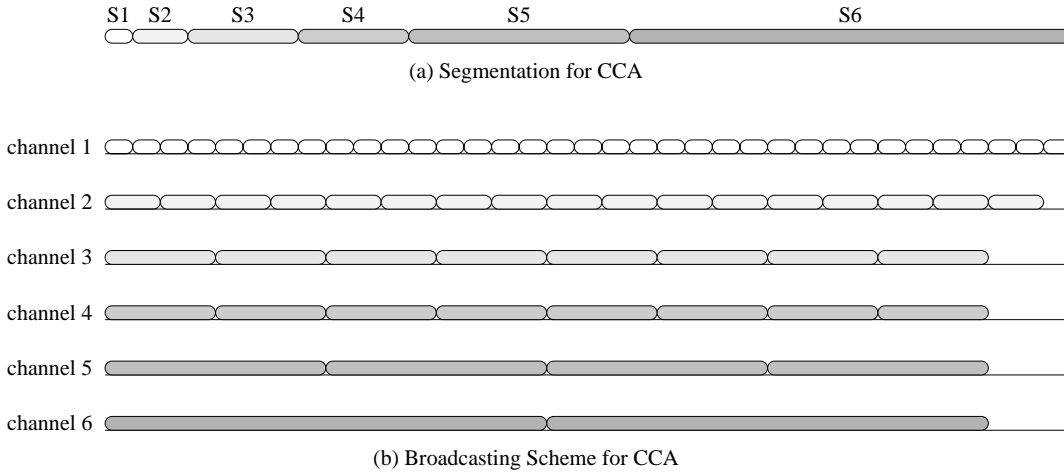 S1 S2 S3 S4 S5 S6
(a) Segmentation for CCA
channel 1
channel 2
channel 3
channel 4
channel 5
channel 6
(b) Broadcasting Scheme for CCA